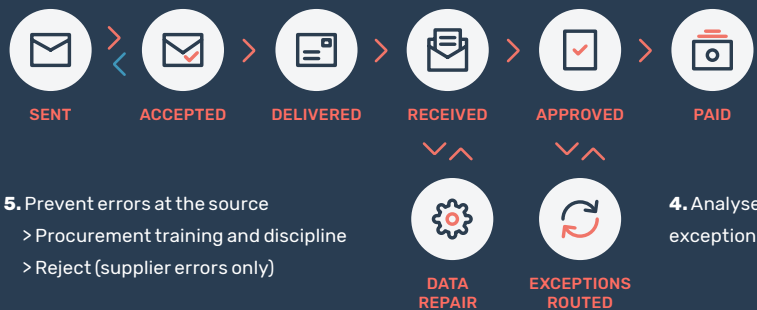 SENT
ACCEPTED
DELIVERED
RECEIVED
APPROVED
PAID
5. Prevent errors at the source
> Procurement training and discipline
> Reject (supplier errors only)
DATA
REPAIR
EXCEPTIONS
ROUTED
4. Analyse
exception